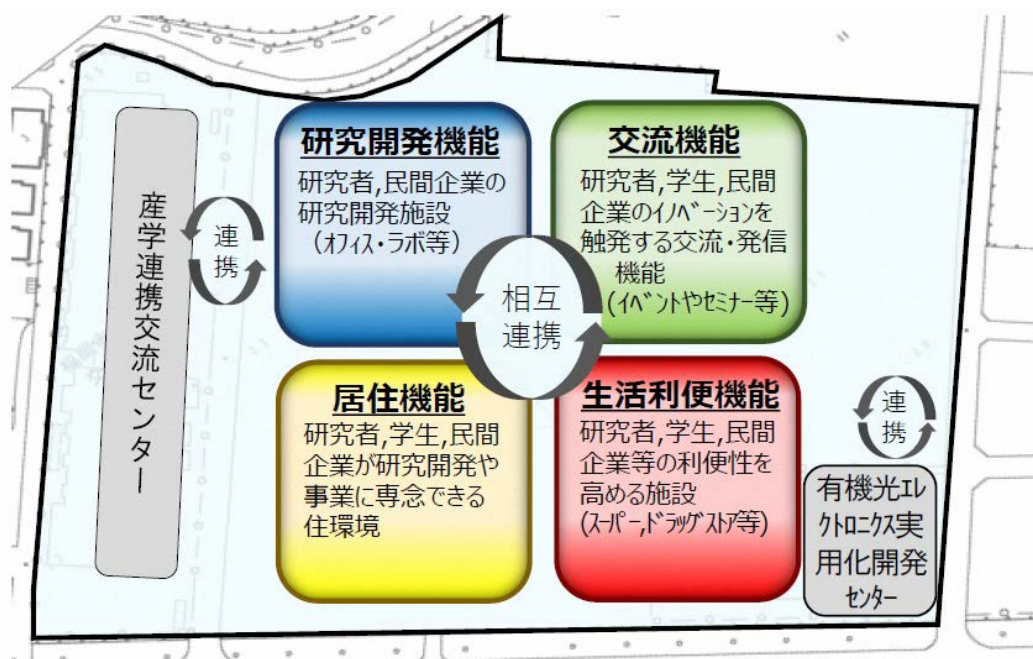 産学連携交流センター
連
携
研究開発機能
研究者,民間企業の
研究開発施設
(ｵﾌｨｽ・ﾗﾎﾞ等)
交流機能
研究者,学生,民間
企業のｲﾉﾍﾞｰｼｮﾝを
触発する交流・発信
機能
(ｲﾍﾞﾝﾄやｾﾐﾅｰ等)
相互
連携
居住機能
研究者,学生,民間
企業が研究開発や
事業に専念できる
住環境
生活利便機能
研究者,学生,民間
企業等の利便性を
高める施設
(ｽｰﾊﾟｰ,ﾄﾞﾗｯｸﾞｽﾄｱ等)
連
携
有機光ｴﾚ
ｸﾄﾛﾆｸｽ実
用化開発
ｾﾝﾀｰ